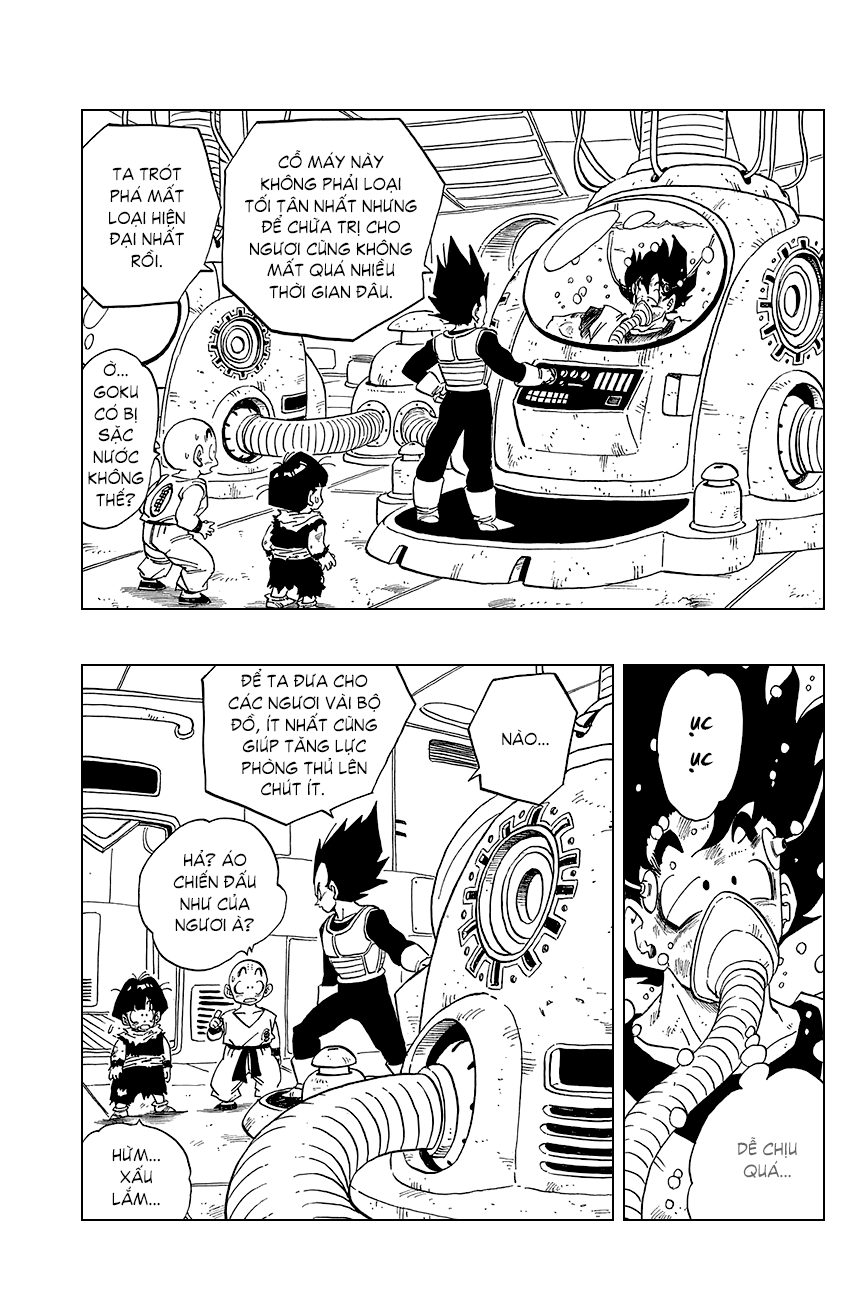 CỖ MÁY NÀY
KHÔNG PHẢI LOẠI
TỐI TÂN NHẤT NHƯNG
ĐỂ CHỮA TRỊ CHO
NGƯƠI CŨNG KHÔNG
MẤT QUÁ NHIỀU
THỜI GIAN ĐÂU.
TA TRÓT
PHÁ MẤT
LOẠI HIỆN
ĐẠI NHẤT
RỒI.
Ờ...
GOKU
CÓ BỊ
SẶC
NƯỚC
KHÔNG
THẾ?
ỤC
ỤC
DỄ CHỊU
QUÁ...
NÀO...
ĐỂ TA ĐƯA CHO
CÁC NGƯƠI VÀI BỘ
ĐỒ, ÍT NHẤT CŨNG
GIÚP TĂNG LỰC
PHÒNG THỦ LÊN
CHÚT ÍT.
HẢ? ÁO
CHIẾN ĐẤU
NHƯ CỦA
NGƯƠI À?
HỪM...
XẤU
LẮM...